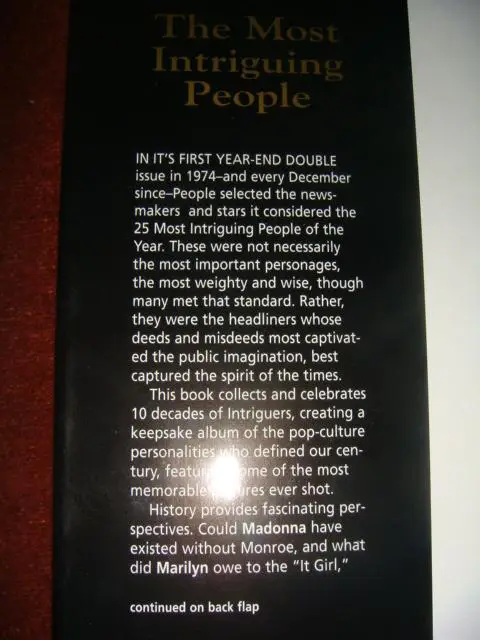 The Most
Intriguing
People
IN IT'S FIRST YEAR-END DOUBLE
issue in 1974–and every December
since–People selected the news-
makers and stars it considered the
25 Most Intriguing People of the
Year. These were not necessarily
the most important personages,
the most weighty and wise, though
many met that standard. Rather,
they were the headliners whose
deeds and misdeeds most captivat-
ed the public imagination, best
captured the spirit of the times.
This book collects and celebrates
10 decades of Intriguers, creating a
keepsake album of the pop-culture
personalities who defined our cen-
tury, of the most
memorable ever shot.
History provides fascinating per-
spectives. Could Madonna have
existed without Monroe, and what
did Marilyn owe to the "It Girl,"
continued on back flap